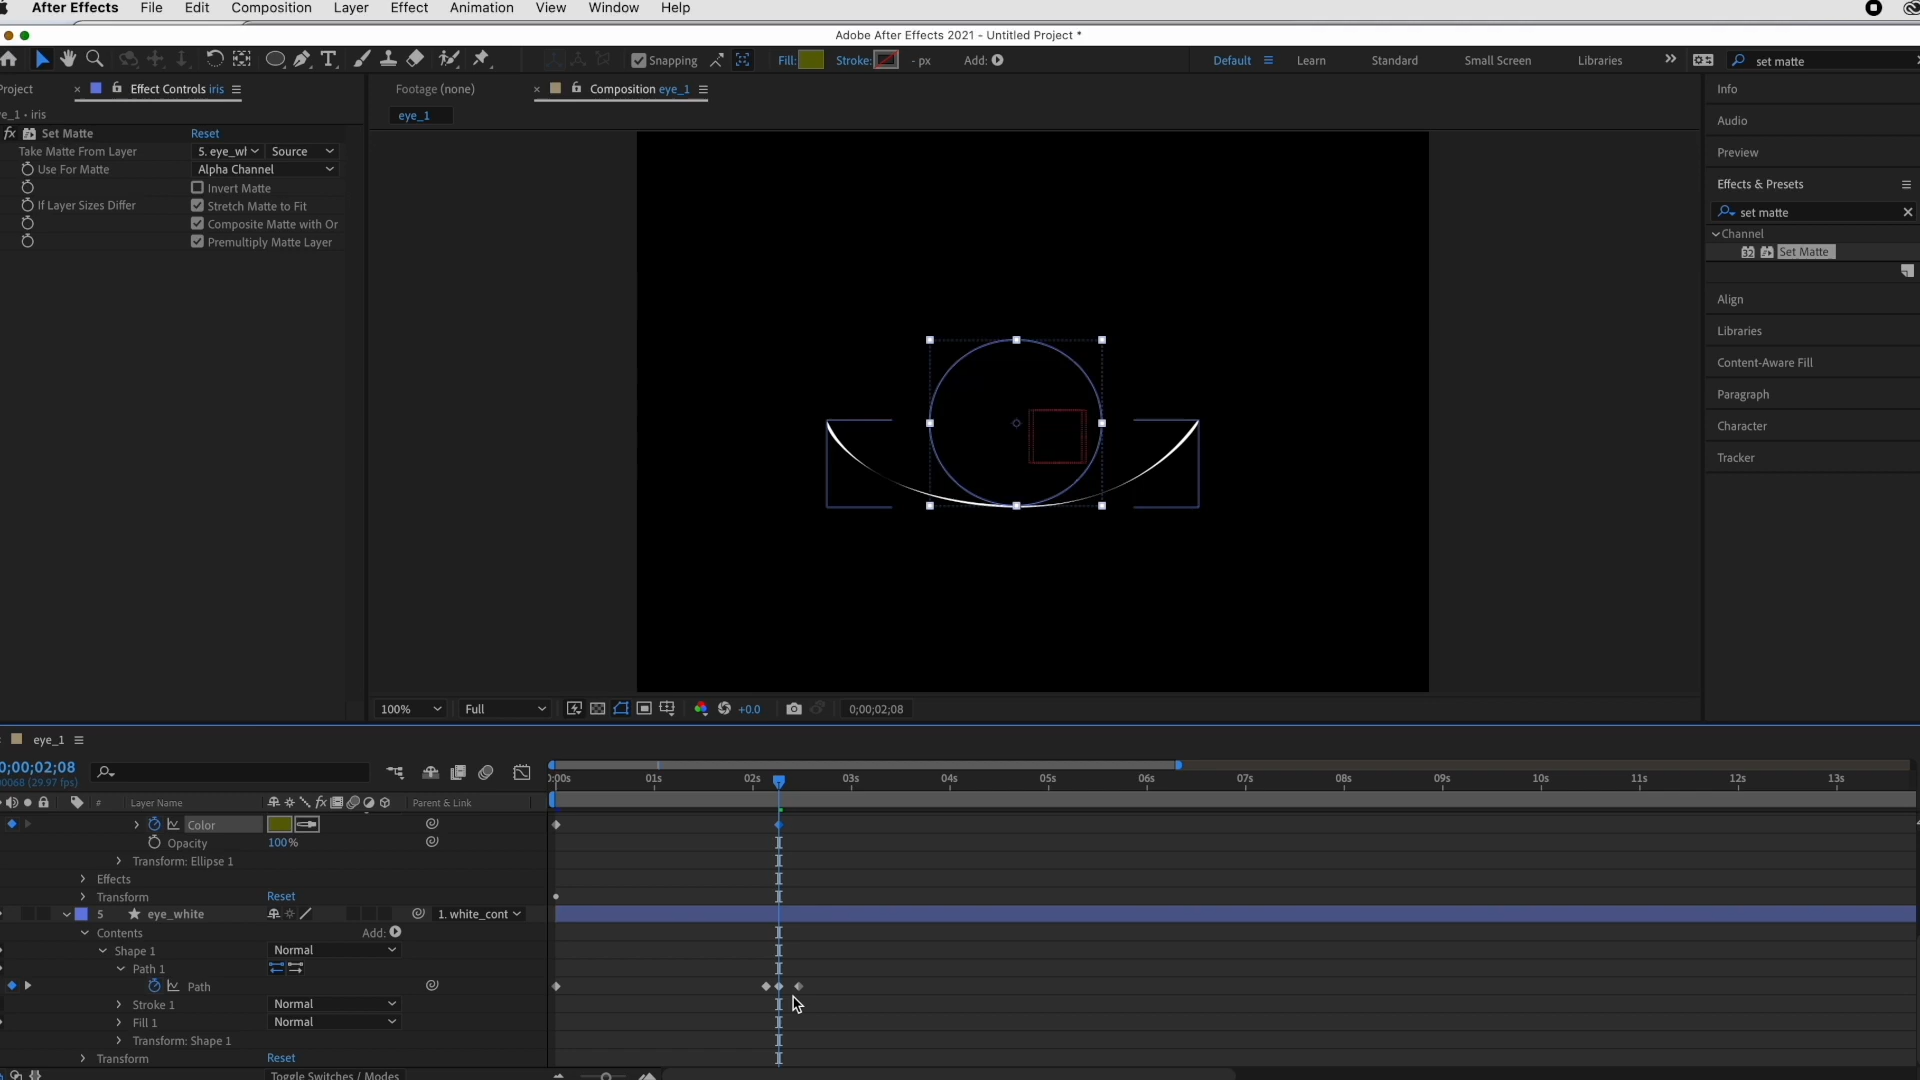 After Effects File Edit Composition Layer Effect Animation View Window Help
Adobe After Effects 2021 - Untitled Project *
Snapping Fill: Stroke: - px Add: Default Learn Standard Small Screen Libraries set matte
roject Effect Controls iris Footage (none) Composition eye_1 Info
e_1 • iris eye_1
fx Set Matte Reset Audio
Take Matte From Layer 5. eye_wl Source Preview
Use For Matte Alpha Channel
Invert Matte Effects & Presets
If Layer Sizes Differ Stretch Matte to Fit set matte
Composite Matte with Or Channel
Premultiply Matte Layer 32 Set Matte
Align
Libraries
Content-Aware Fill
Paragraph
Character
Tracker
100% Full +0.0 0;00;02;08
eye_1
0;00;02;08
00068 (29.97 fps) :00s 01s 02s 03s 04s 05s 06s 07s 08s 09s 10s 11s 12s 13s
# Layer Name fx Parent & Link
Color
Opacity 100%
Transform: Ellipse 1
Effects
Transform Reset
5 eye_white 1. white_cont
Contents Add:
Shape 1 Normal
Path 1
Path
Stroke 1 Normal
Fill 1 Normal
Transform: Shape 1
Transform Reset
Toggle Switches / Modes